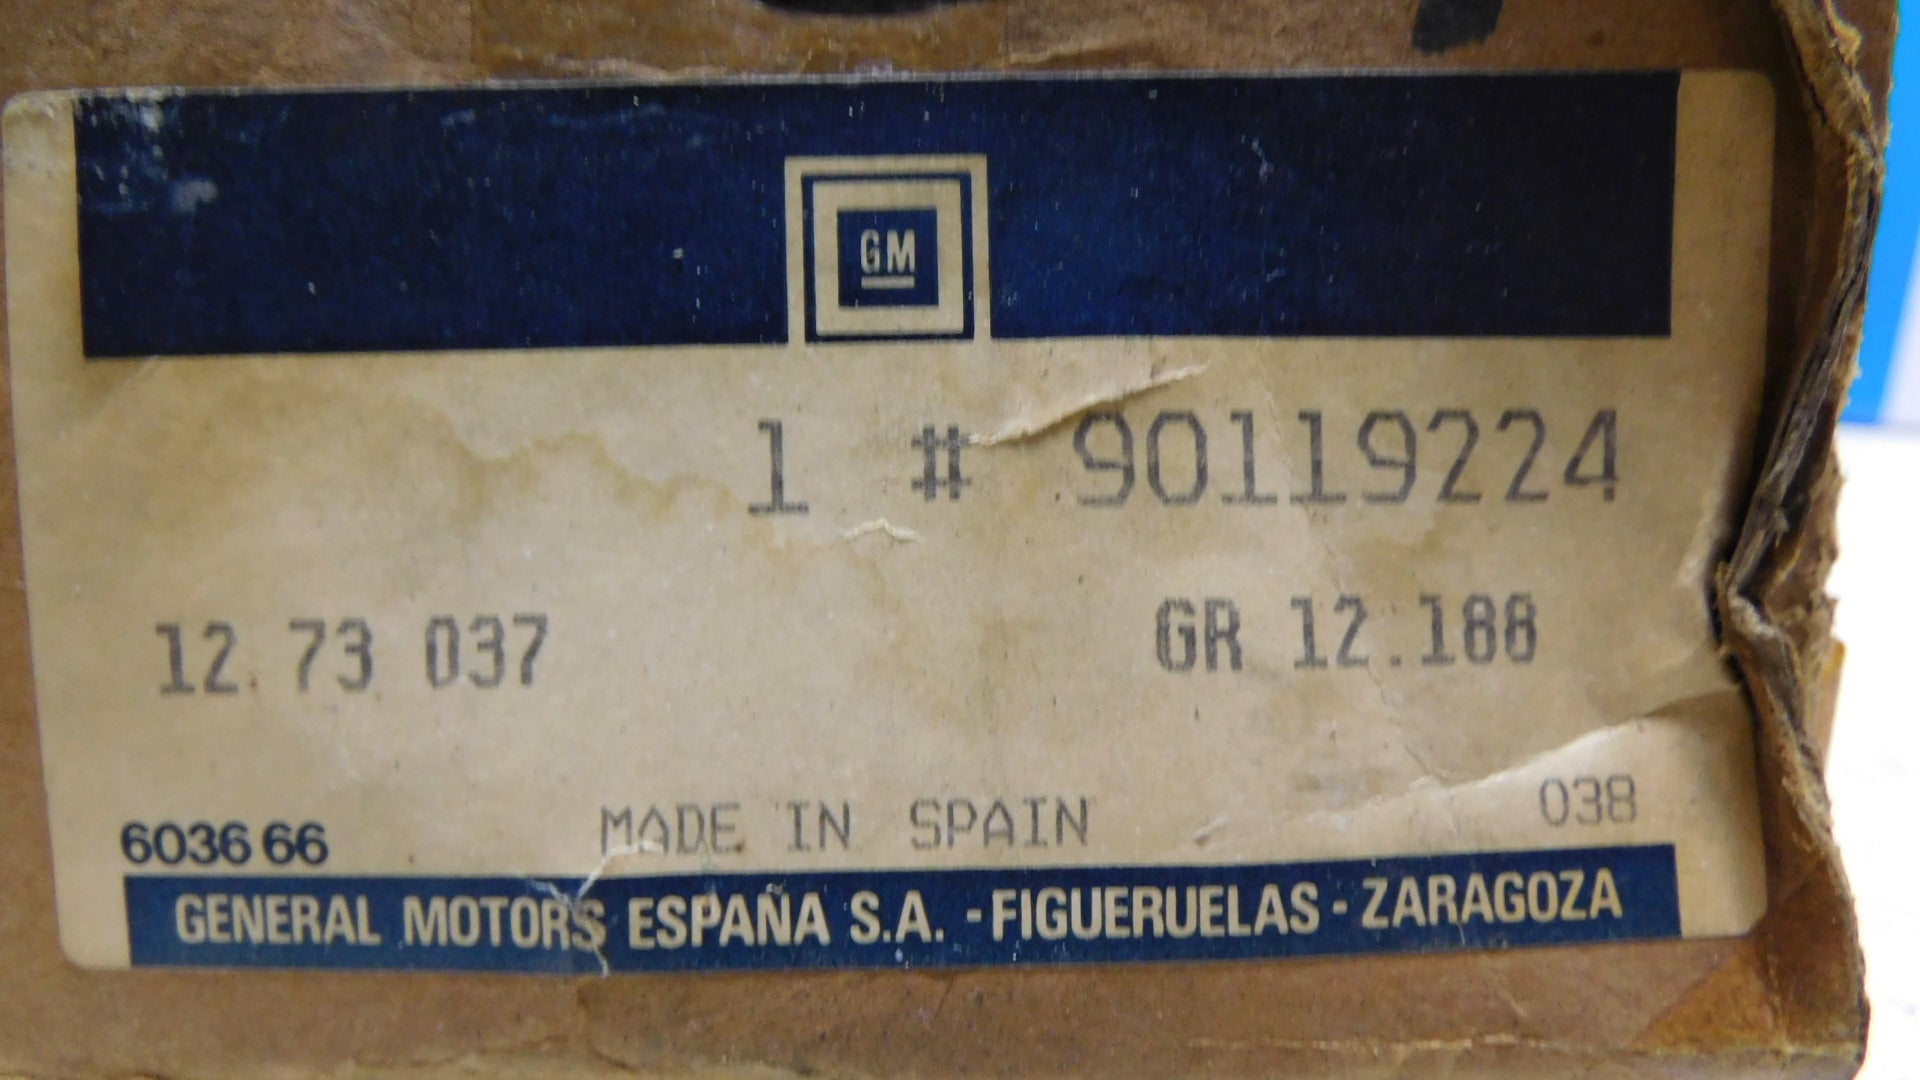 GM
1 # 90119224
12 73 037 GR 12.188
603666 MADE IN SPAIN 038
GENERAL MOTORS ESPAÑA S.A. - FIGUERUELAS - ZARAGOZA